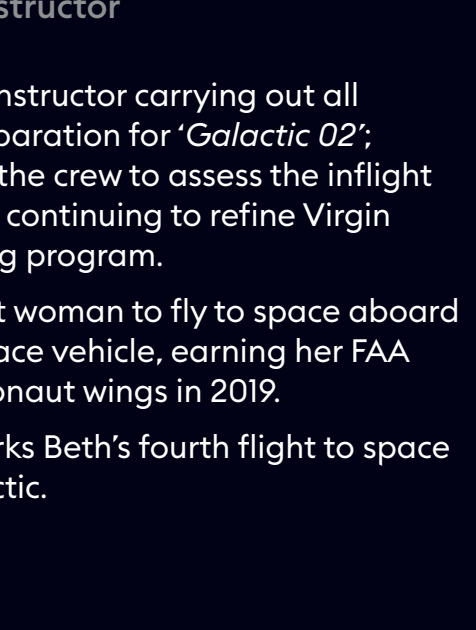 structor
nstructor carrying out all
paration for ‘Galactic 02’;
the crew to assess the inflight
continuing to refine Virgin
g program.
t woman to fly to space aboard
ace vehicle, earning her FAA
onaut wings in 2019.
rks Beth’s fourth flight to space
ctic.